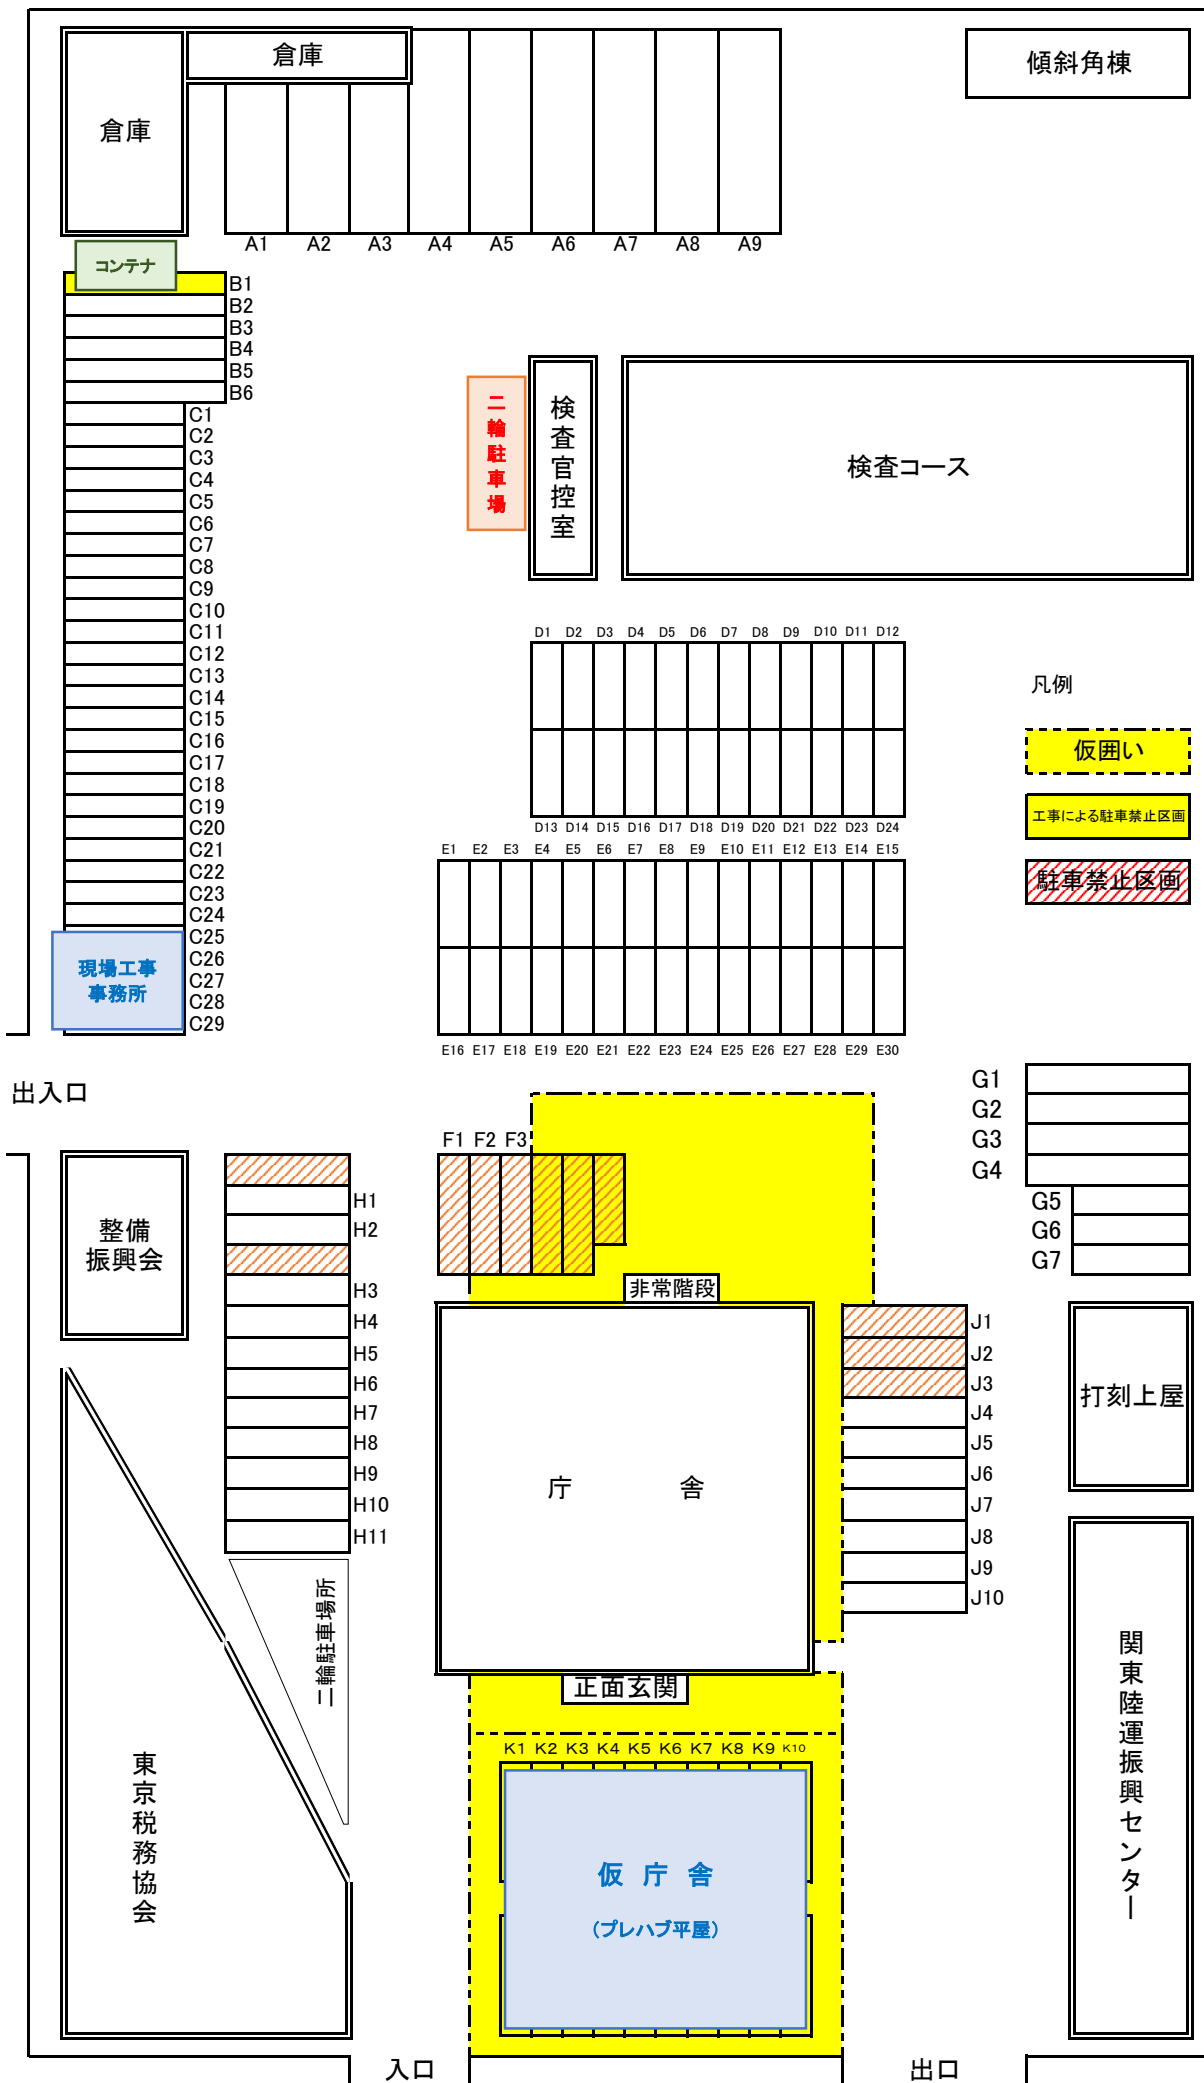 倉庫
傾斜角棟
倉庫
A1 A2 A3 A4 A5 A6 A7 A8 A9
コンテナ
B1
B2
B3
B4
B5
B6
C1
C2
C3
C4
C5
C6
C7
C8
C9
C10
C11
C12
C13
C14
C15
C16
C17
C18
C19
C20
C21
C22
C23
C24
C25
C26
C27
C28
C29
現場工事
事務所
二輪駐車場
検査官控室
検査コース
D1 D2 D3 D4 D5 D6 D7 D8 D9 D10 D11 D12
D13 D14 D15 D16 D17 D18 D19 D20 D21 D22 D23 D24
E1 E2 E3 E4 E5 E6 E7 E8 E9 E10 E11 E12 E13 E14 E15
E16 E17 E18 E19 E20 E21 E22 E23 E24 E25 E26 E27 E28 E29 E30
凡例
仮囲い
工事による駐車禁止区画
駐車禁止区画
出入口
G1
G2
G3
G4
G5
G6
G7
F1 F2 F3
整備
振興会
H1
H2
H3
H4
H5
H6
H7
H8
H9
H10
H11
非常階段
庁 舎
J1
J2
J3
J4
J5
J6
J7
J8
J9
J10
打刻上屋
二輪駐車場所
正面玄関
K1 K2 K3 K4 K5 K6 K7 K8 K9 K10
仮 庁 舎
(プレハブ平屋)
東京税務協会
関東陸運振興センター
入口
出口